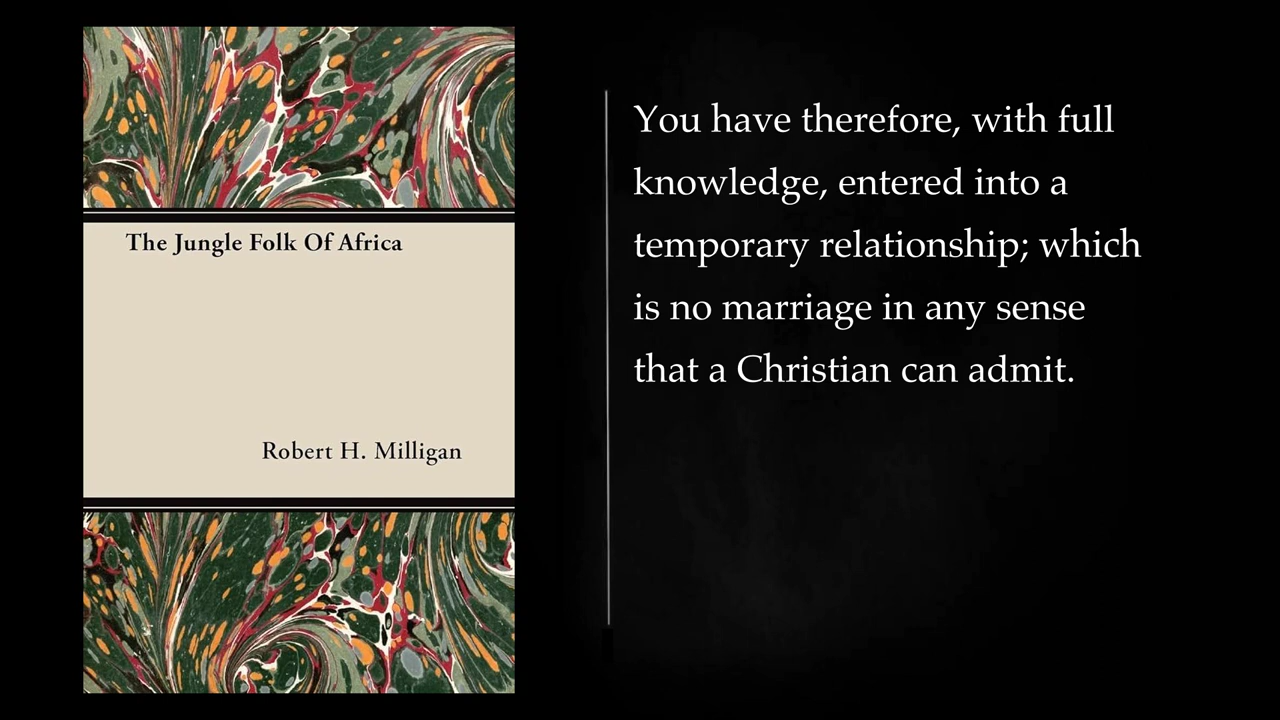 The Jungle Folk Of Africa
Robert H. Milligan
You have therefore, with full
knowledge, entered into a
temporary relationship; which
is no marriage in any sense
that a Christian can admit.